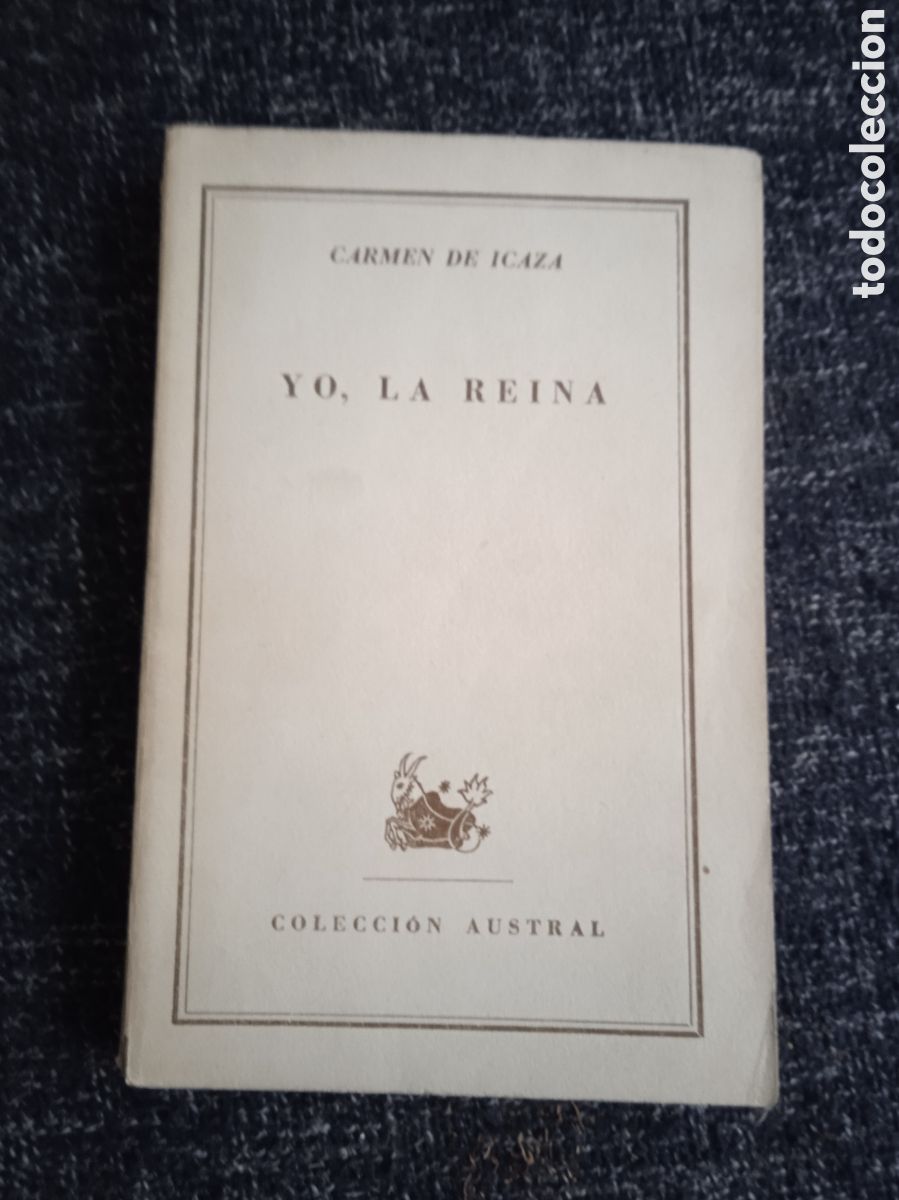 CARMEN DE ICAZA
YO, LA REINA
COLECCIÓN AUSTRAL
todocoleccion